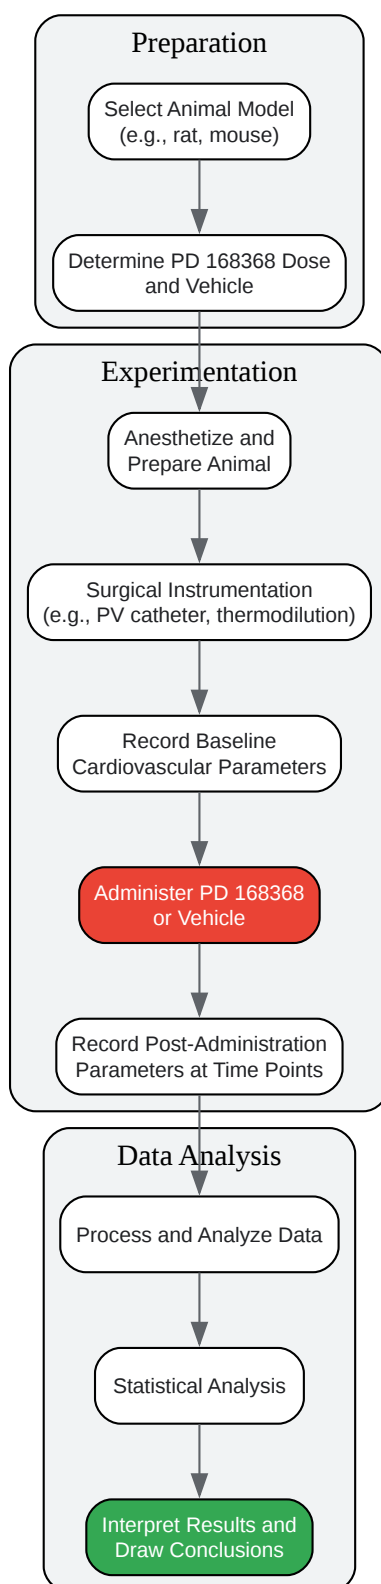 Preparation
Select Animal Model
(e.g., rat, mouse)
Determine PD 168368 Dose
and Vehicle
Experimentation
Anesthetize and
Prepare Animal
Surgical Instrumentation
(e.g., PV catheter, thermodilution)
Record Baseline
Cardiovascular Parameters
Administer PD 168368
or Vehicle
Record Post-Administration
Parameters at Time Points
Data Analysis
Process and Analyze Data
Statistical Analysis
Interpret Results and
Draw Conclusions